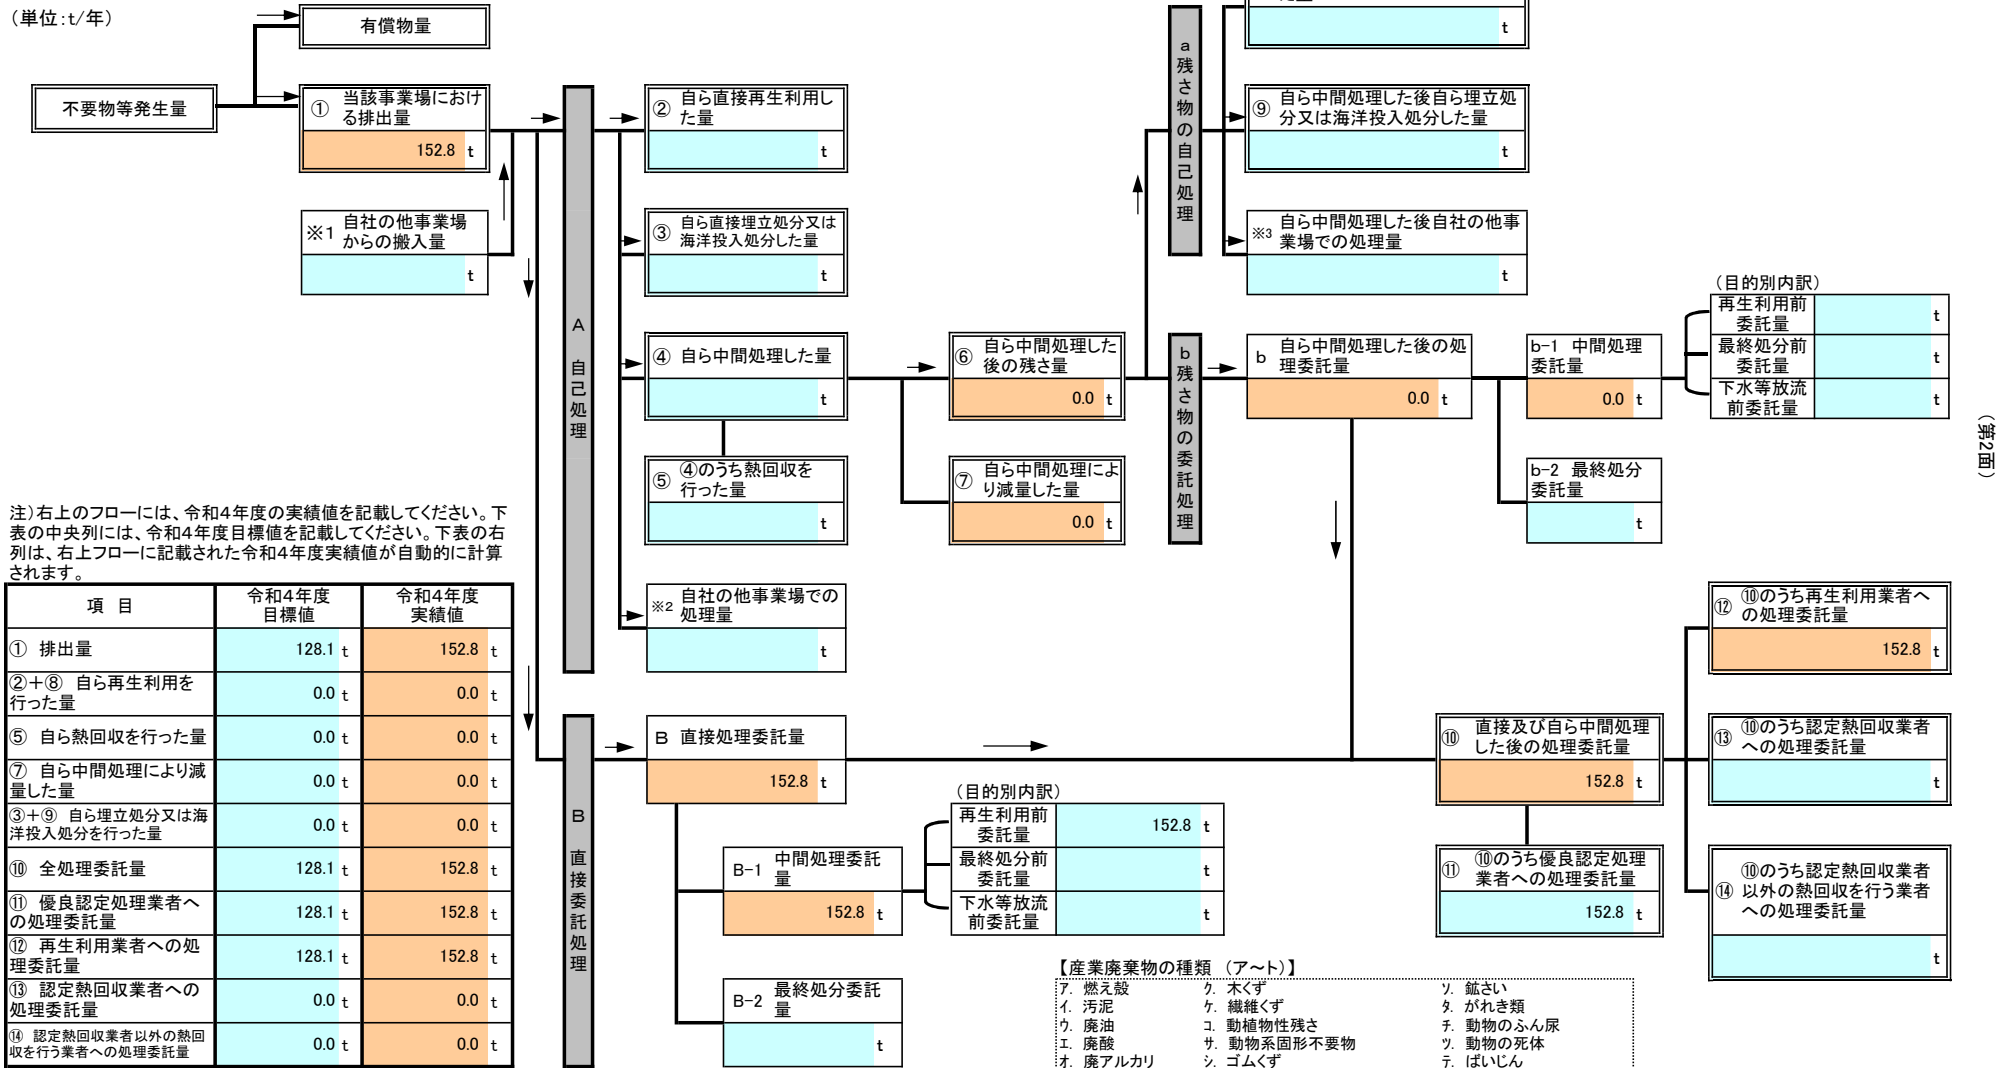 (単位:t/年)
有償物量
不要物等発生量
① 当該事業場におけ
る排出量
152.8 t
※1 自社の他事業場
からの搬入量
t
A 自己処理
② 自ら直接再生利用し
た量
t
③ 自ら直接埋立処分又は
海洋投入処分した量
t
④ 自ら中間処理した量
t
⑤ ④のうち熱回収を
行った量
t
※2 自社の他事業場での
処理量
t
⑥ 自ら中間処理した
後の残さ量
0.0 t
⑦ 自ら中間処理によ
り減量した量
0.0 t
a残さ物の自己処理
t
⑨ 自ら中間処理した後自ら埋立処
分又は海洋投入処分した量
t
※3 自ら中間処理した後自社の他事
業場での処理量
t
b残さ物の委託処理
b 自ら中間処理した後の処
理委託量
0.0 t
b-1 中間処理
委託量
0.0 t
b-2 最終処分
委託量
t
(目的別内訳)
再生利用前
委託量
t
最終処分前
委託量
t
下水等放流
前委託量
t
(第2面)
注)右上のフローには、令和4年度の実績値を記載してください。下
表の中央列には、令和4年度目標値を記載してください。下表の右
列は、右上フローに記載された令和4年度実績値が自動的に計算
されます。
項 目
令和4年度
目標値
令和4年度
実績値
① 排出量 128.1 t 152.8 t
②+⑧ 自ら再生利用を
行った量 0.0 t 0.0 t
⑤ 自ら熱回収を行った量 0.0 t 0.0 t
⑦ 自ら中間処理により減
量した量 0.0 t 0.0 t
③+⑨ 自ら埋立処分又は海
洋投入処分を行った量 0.0 t 0.0 t
⑩ 全処理委託量 128.1 t 152.8 t
⑪ 優良認定処理業者へ
の処理委託量 128.1 t 152.8 t
⑫ 再生利用業者への処
理委託量 128.1 t 152.8 t
⑬ 認定熱回収業者への
処理委託量 0.0 t 0.0 t
⑭ 認定熱回収業者以外の熱回
収を行う業者への処理委託量 0.0 t 0.0 t
B 直接委託処理
B 直接処理委託量
152.8 t
B-1 中間処理委託
量
152.8 t
B-2 最終処分委託
量
t
(目的別内訳)
再生利用前
委託量
152.8 t
最終処分前
委託量
t
下水等放流
前委託量
t
⑩ 直接及び自ら中間処理
した後の処理委託量
152.8 t
⑪ ⑩のうち優良認定処理
業者への処理委託量
152.8 t
⑫ ⑩のうち再生利用業者へ
の処理委託量
152.8 t
⑬ ⑩のうち認定熱回収業者
への処理委託量
t
⑭ ⑩のうち認定熱回収業者
以外の熱回収を行う業者
への処理委託量
t
【産業廃棄物の種類 (ア~ト)】
ア. 燃え殻 ク. 木くず ソ. 鉱さい
イ. 汚泥 ケ. 繊維くず タ. がれき類
ウ. 廃油 コ. 動植物性残さ チ. 動物のふん尿
エ. 廃酸 サ. 動物系固形不要物 ツ. 動物の死体
オ. 廃アルカリ シ. ゴムくず テ. ばいじん